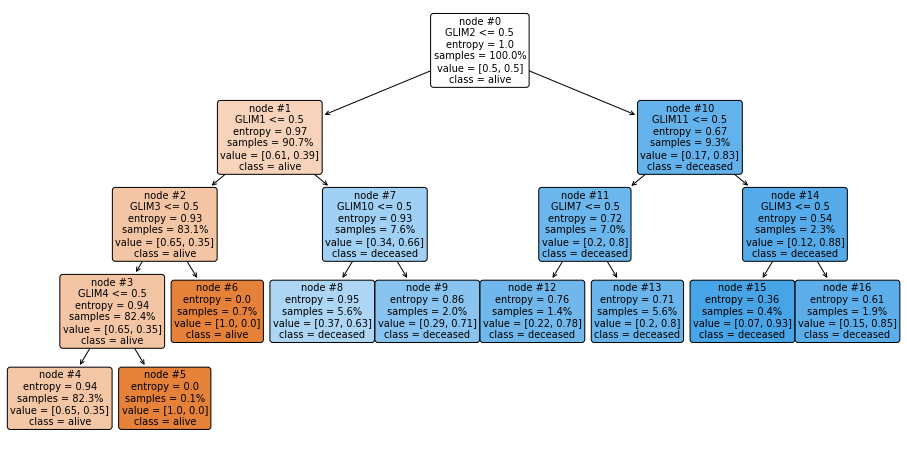 node #0
GLIM2 <= 0.5
entropy = 1.0
samples = 100.0%
value = [0.5, 0.5]
class = alive
node #1
GLIM1 <= 0.5
entropy = 0.97
samples = 90.7%
value = [0.61, 0.39]
class = alive
node #10
GLIM11 <= 0.5
entropy = 0.67
samples = 9.3%
value = [0.17, 0.83]
class = deceased
node #2
GLIM3 <= 0.5
entropy = 0.93
samples = 83.1%
value = [0.65, 0.35]
class = alive
node #7
GLIM10 <= 0.5
entropy = 0.93
samples = 7.6%
value = [0.34, 0.66]
class = deceased
node #11
GLIM7 <= 0.5
entropy = 0.72
samples = 7.0%
value = [0.2, 0.8]
class = deceased
node #14
GLIM3 <= 0.5
entropy = 0.54
samples = 2.3%
value = [0.12, 0.88]
class = deceased
node #3
GLIM4 <= 0.5
entropy = 0.94
samples = 82.4%
value = [0.65, 0.35]
class = alive
node #6
entropy = 0.0
samples = 0.7%
value = [1.0, 0.0]
class = alive
node #8
entropy = 0.95
samples = 5.6%
value = [0.37, 0.63]
class = deceased
node #9
entropy = 0.86
samples = 2.0%
value = [0.29, 0.71]
class = deceased
node #12
entropy = 0.76
samples = 1.4%
value = [0.22, 0.78]
class = deceased
node #13
entropy = 0.71
samples = 5.6%
value = [0.2, 0.8]
class = deceased
node #15
entropy = 0.36
samples = 0.4%
value = [0.07, 0.93]
class = deceased
node #16
entropy = 0.61
samples = 1.9%
value = [0.15, 0.85]
class = deceased
node #4
entropy = 0.94
samples = 82.3%
value = [0.65, 0.35]
class = alive
node #5
entropy = 0.0
samples = 0.1%
value = [1.0, 0.0]
class = alive